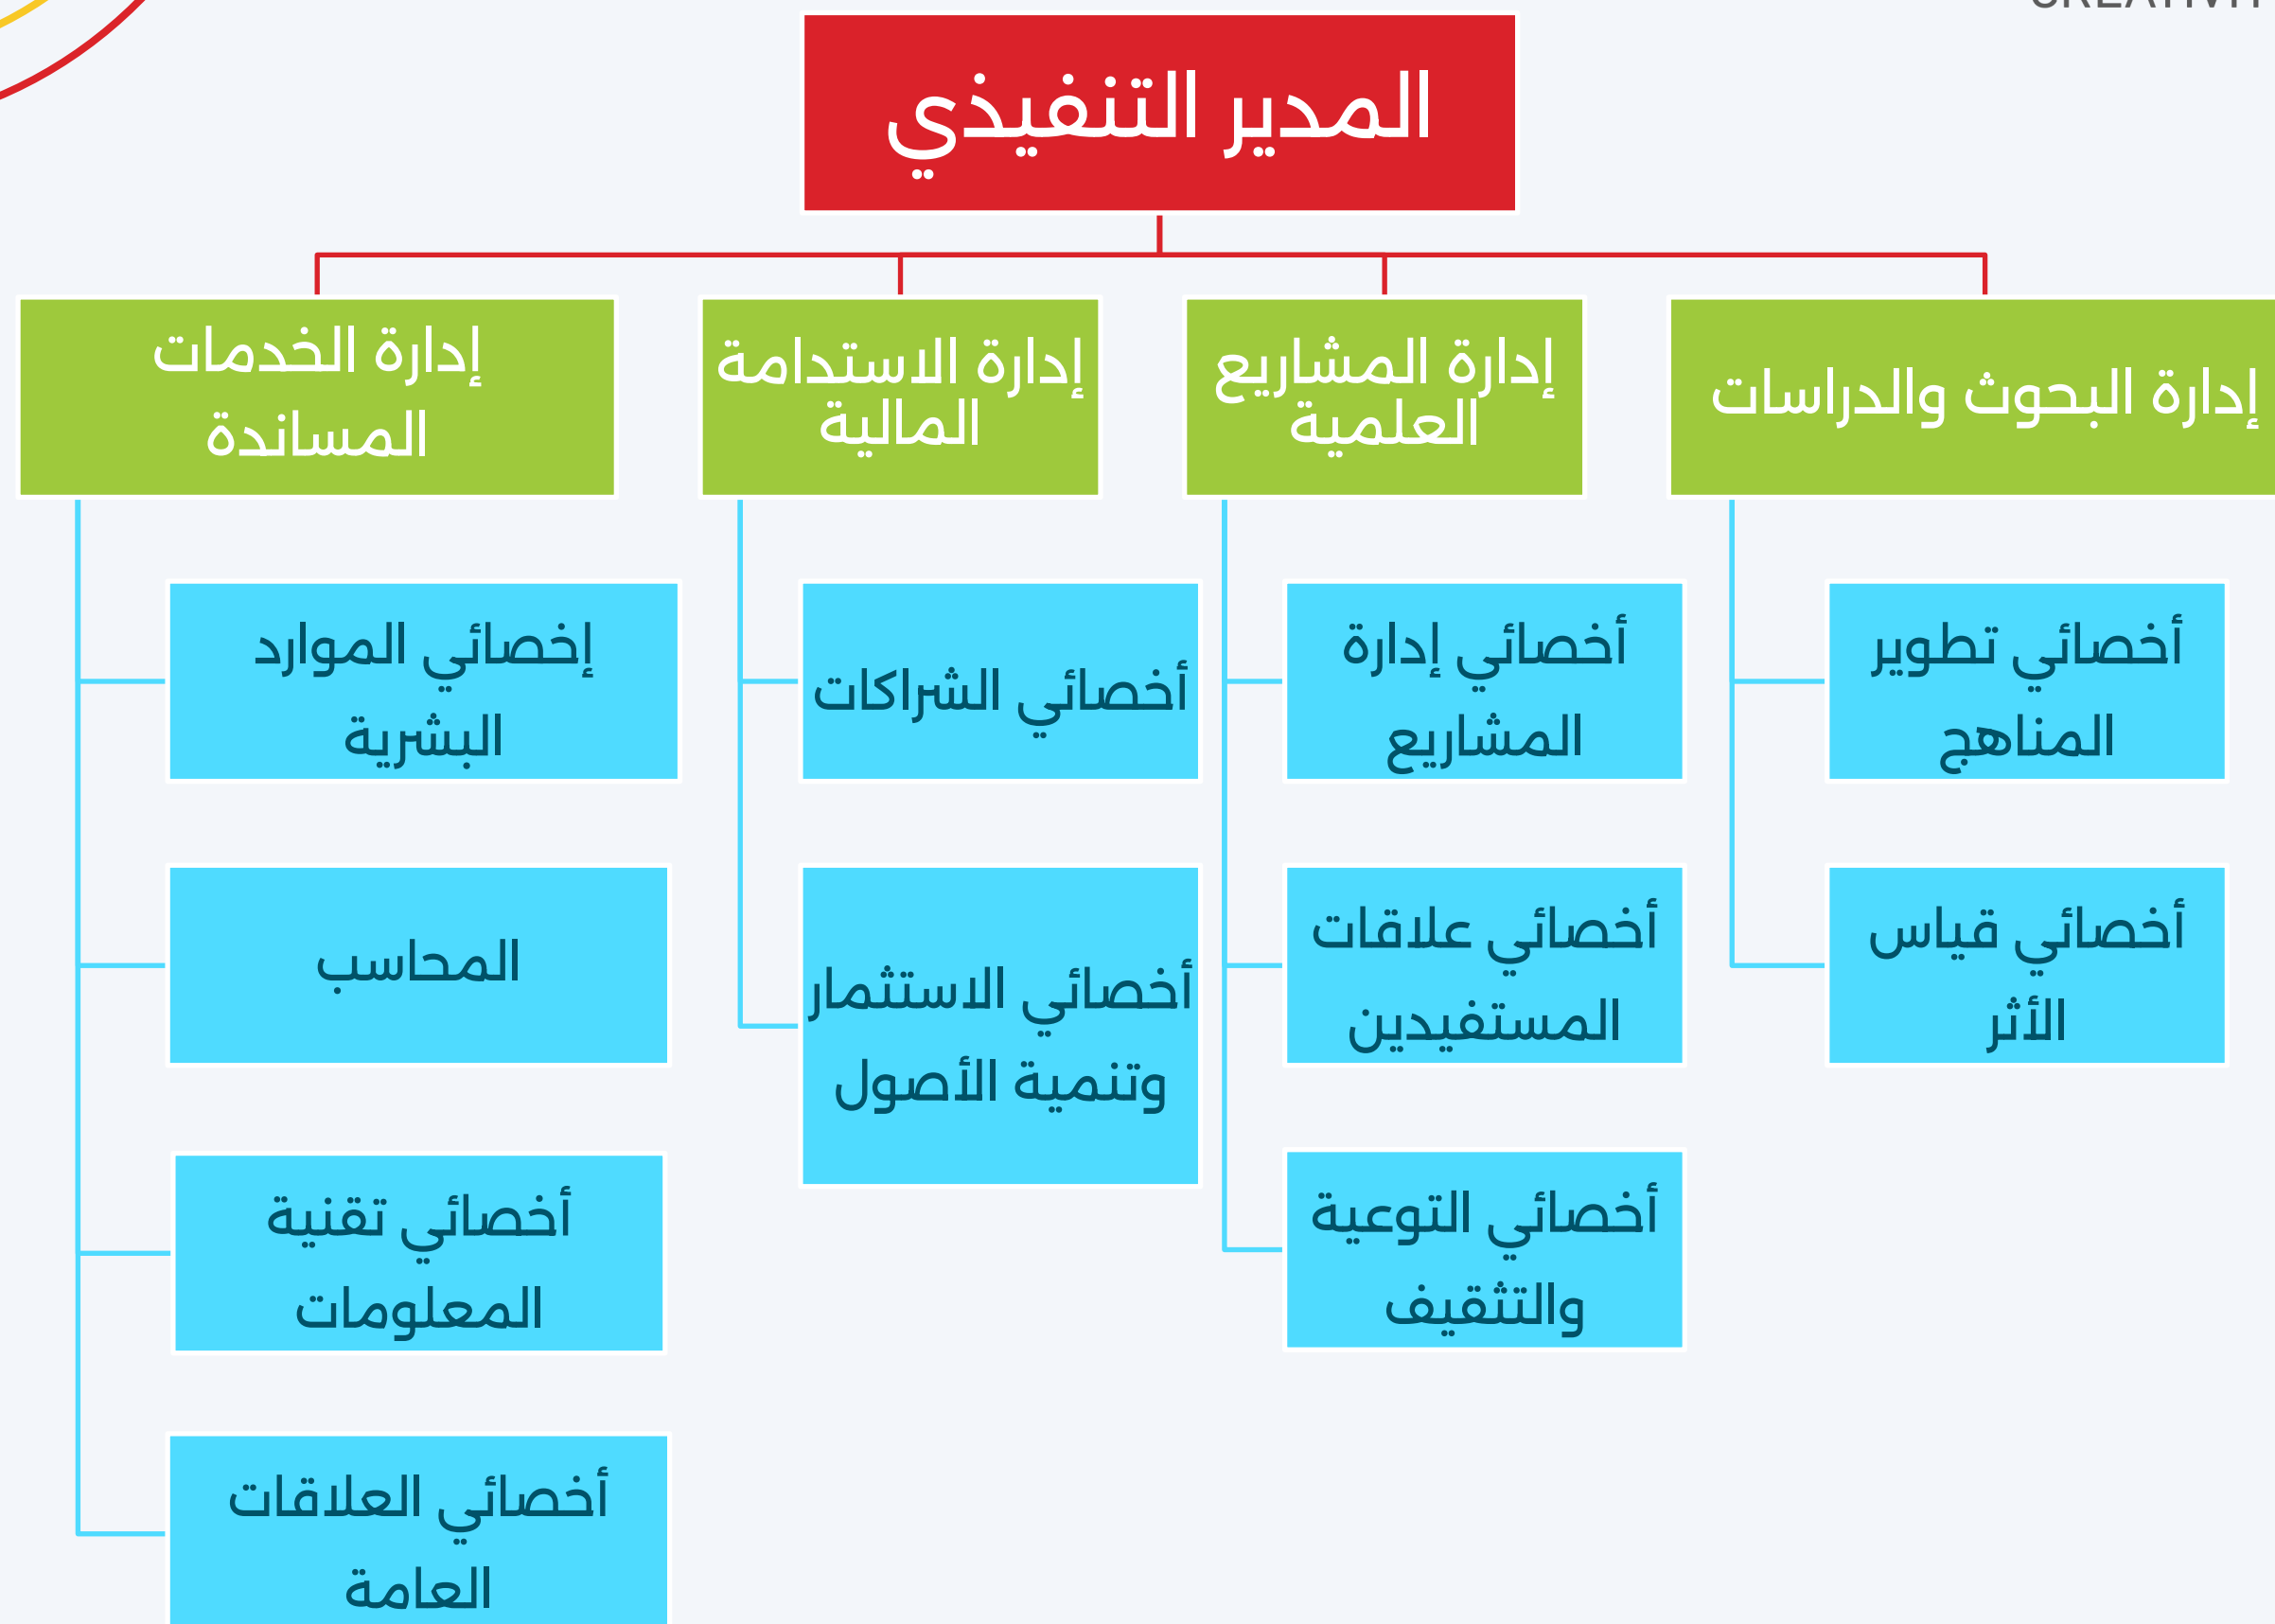 المدير التنفيذي
إدارة البحوث والدراسات
أخصائي تطوير
المناهج
أخصائي قياس
الأثر
إدارة المشاريع
العلمية
أخصائي إدارة
المشاريع
أخصائي علاقات
المستفيدين
أخصائي التوعية
والتثقيف
إدارة الاستدامة
المالية
أخصائي الشراكات
أخصائي الاستثمار
وتنمية الأصول
إدارة الخدمات
المساندة
إخصائي الموارد
البشرية
المحاسب
أخصائي تقنية
المعلومات
أخصائي العلاقات
العامة